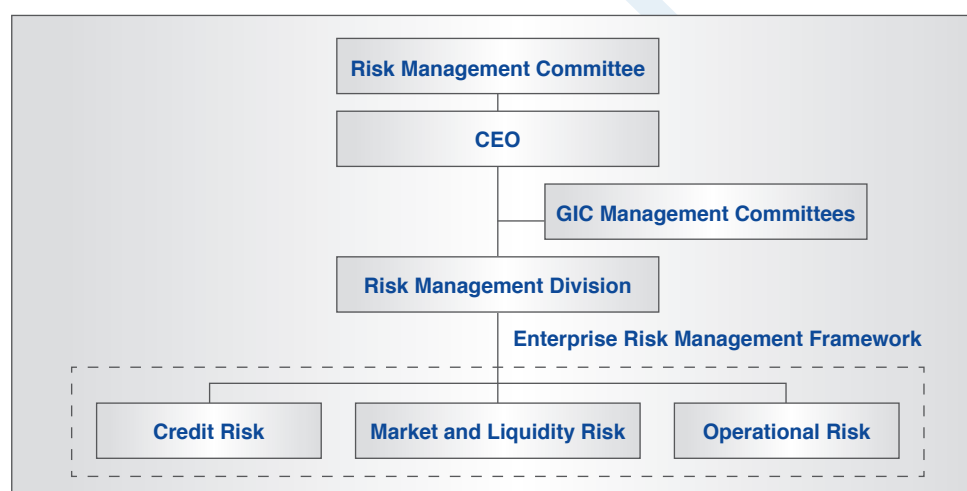 Risk Management Committee
CEO
GIC Management Committees
Risk Management Division
Enterprise Risk Management Framework
Credit Risk
Market and Liquidity Risk
Operational Risk